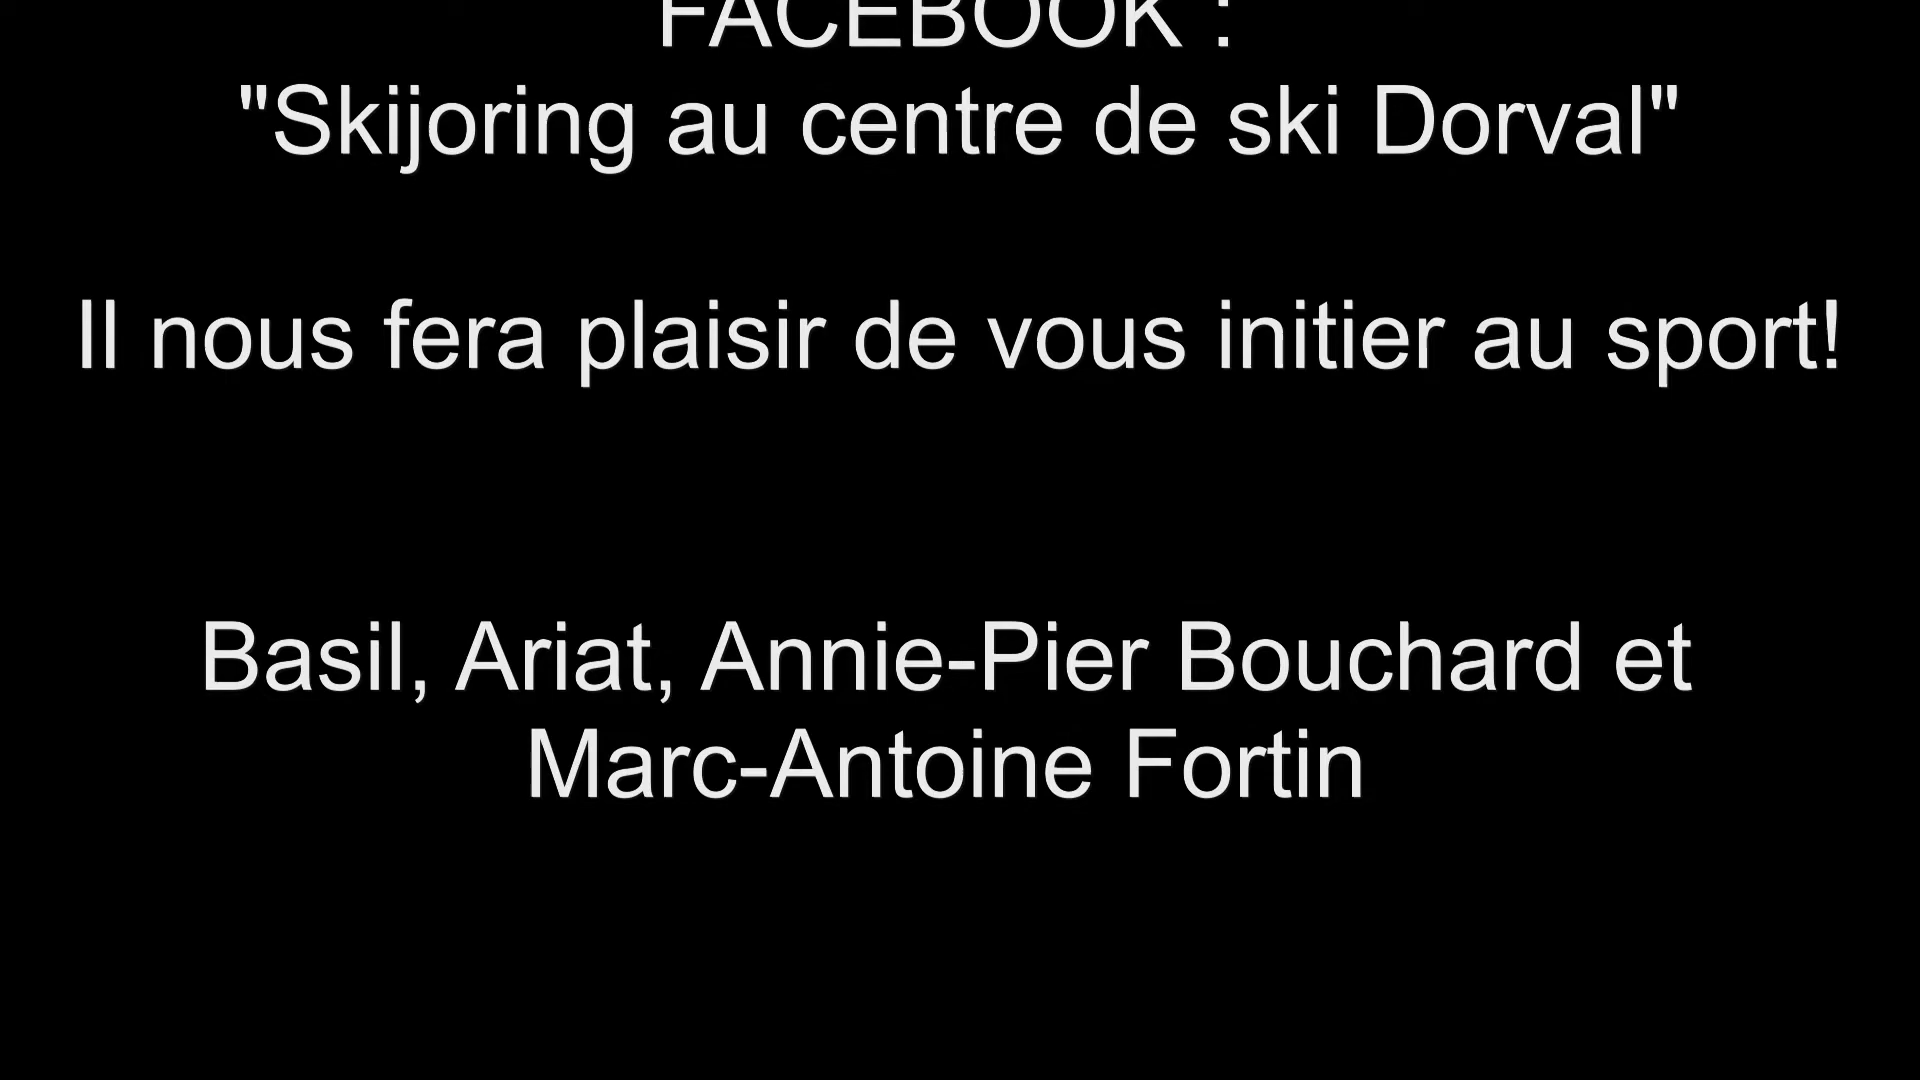 FACEBOOK :
"Skijoring au centre de ski Dorval"
Il nous fera plaisir de vous initier au sport!
Basil, Ariat, Annie-Pier Bouchard et
Marc-Antoine Fortin